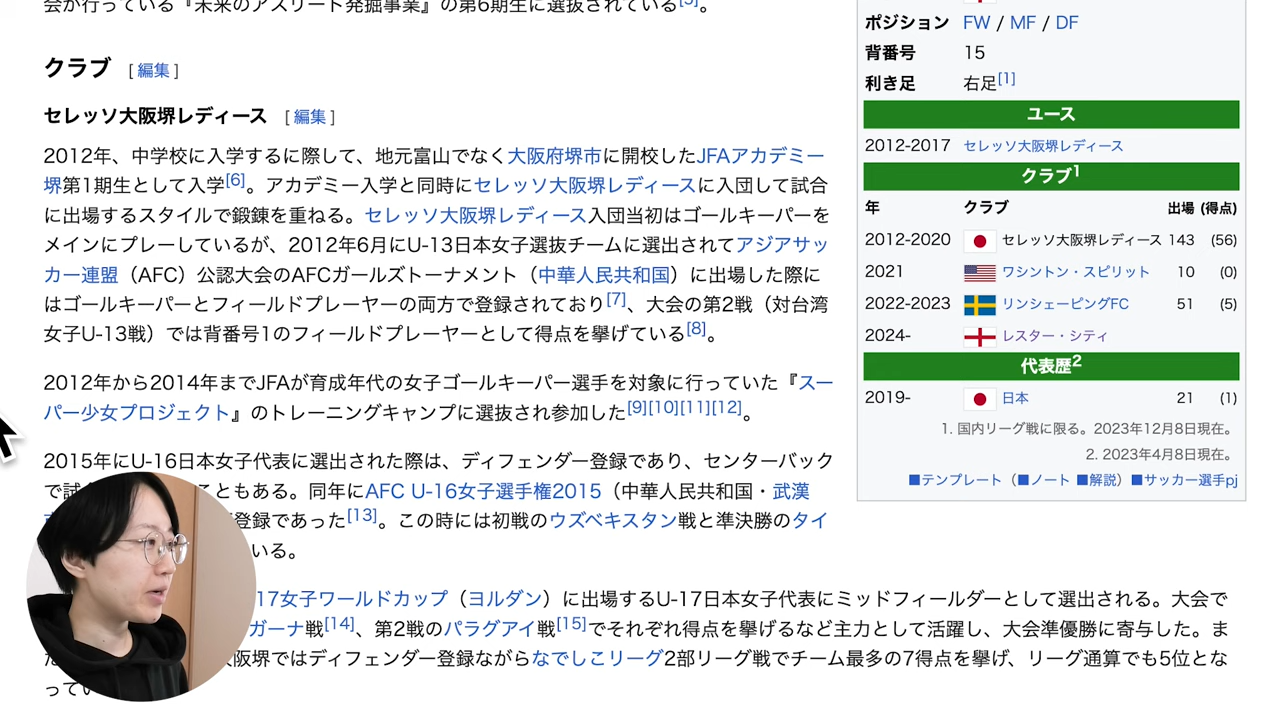 会が行っている『未来のアスリート発掘事業』の第6期生に選抜されている[5]。
クラブ [編集]
セレッソ大阪堺レディース [編集]
2012年、中学校に入学するに際して、地元富山でなく大阪府堺市に開校したJFAアカデミー
堺第1期生として入学[6]。アカデミー入学と同時にセレッソ大阪堺レディースに入団して試合
に出場するスタイルで鍛錬を重ねる。セレッソ大阪堺レディース入団当初はゴールキーパーを
メインにプレーしているが、2012年6月にU-13日本女子選抜チームに選出されてアジアサッ
カー連盟（AFC）公認大会のAFCガールズトーナメント（中華人民共和国）に出場した際に
はゴールキーパーとフィールドプレーヤーの両方で登録されており[7]、大会の第2戦（対台湾
女子U-13戦）では背番号1のフィールドプレーヤーとして得点を挙げている[8]。
2012年から2014年までJFAが育成年代の女子ゴールキーパー選手を対象に行っていた『スー
パー少女プロジェクト』のトレーニングキャンプに選抜され参加した[9][10][11][12]。
2015年にU-16日本女子代表に選出された際は、ディフェンダー登録であり、センターバック
で試 こともある。同年にAFC U-16女子選手権2015（中華人民共和国・武漢
登録であった[13]。この時には初戦のウズベキスタン戦と準決勝のタイ
いる。
17女子ワールドカップ（ヨルダン）に出場するU-17日本女子代表にミッドフィールダーとして選出される。大会で
ガーナ戦[14]、第2戦のパラグアイ戦[15]でそれぞれ得点を挙げるなど主力として活躍し、大会準優勝に寄与した。ま
大阪堺ではディフェンダー登録ながらなでしこリーグ2部リーグ戦でチーム最多の7得点を挙げ、リーグ通算でも5位とな
ってい
ポジション FW / MF / DF
背番号 15
利き足 右足[1]
ユース
2012-2017 セレッソ大阪堺レディース
クラブ1
年 クラブ 出場 (得点)
2012-2020 セレッソ大阪堺レディース 143 (56)
2021 ワシントン・スピリット 10 (0)
2022-2023 リンシェーピングFC 51 (5)
2024- レスター・シティ
代表歴2
2019- 日本 21 (1)
1. 国内リーグ戦に限る。2023年12月8日現在。
2. 2023年4月8日現在。
■テンプレート（■ノート ■解説）■サッカー選手pj